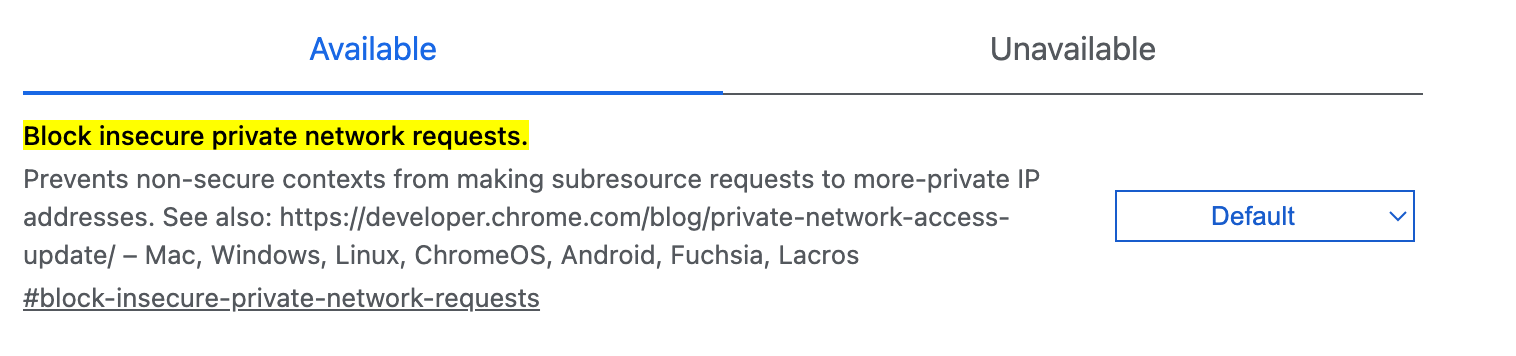 Available
Unavailable
Block insecure private network requests.
Prevents non-secure contexts from making subresource requests to more-private IP
addresses. See also: https://developer.chrome.com/blog/private-network-access-
update/ – Mac, Windows, Linux, ChromeOS, Android, Fuchsia, Lacros
#block-insecure-private-network-requests
Default